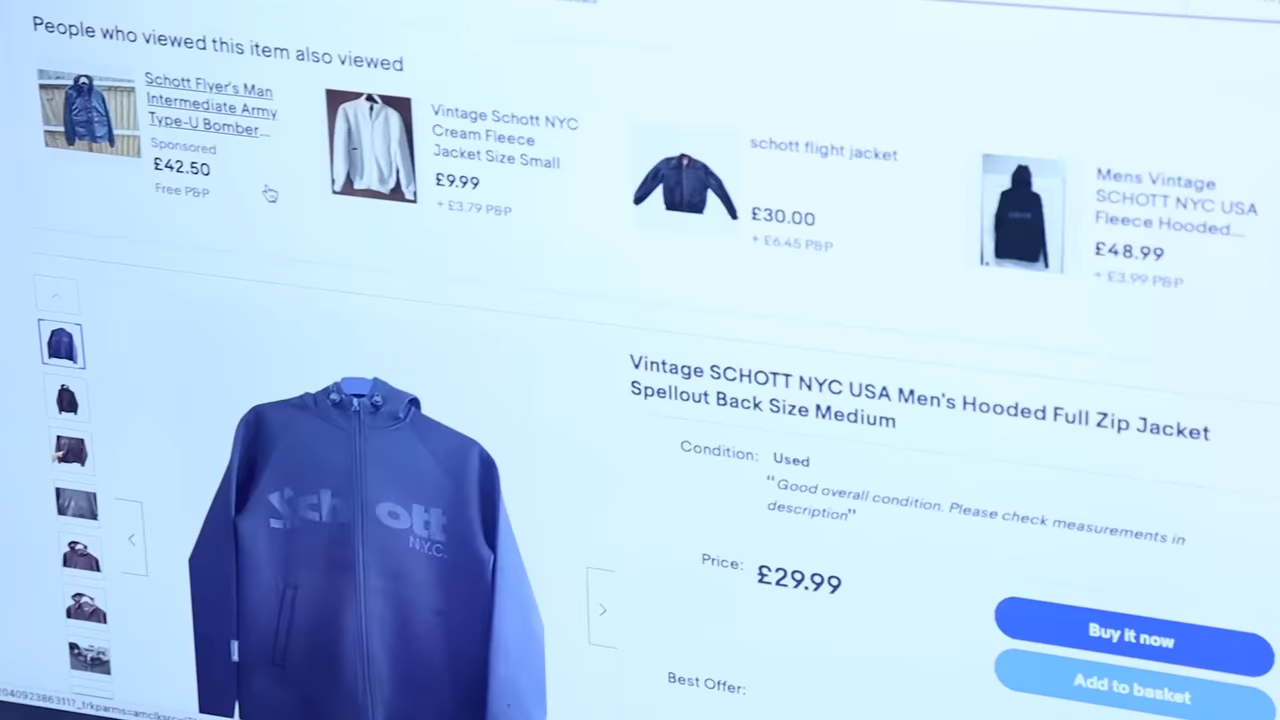 People who viewed this item also viewed
Schott Flyer's Man
Intermediate Army
Type-U Bomber...
Sponsored
£42.50
Free P&P
Vintage Schott NYC
Cream Fleece
Jacket Size Small
£9.99
+ £3.79 P&P
schott flight jacket
£30.00
+ £6.45 P&P
Mens Vintage
SCHOTT NYC USA
Fleece Hooded...
£48.99
+ £3.99 P&P
Schott
N.Y.C.
Vintage SCHOTT NYC USA Men's Hooded Full Zip Jacket
Spellout Back Size Medium
Condition: Used
“Good overall condition. Please check measurements in
description”
Price: £29.99
Buy it now
Add to basket
Best Offer: